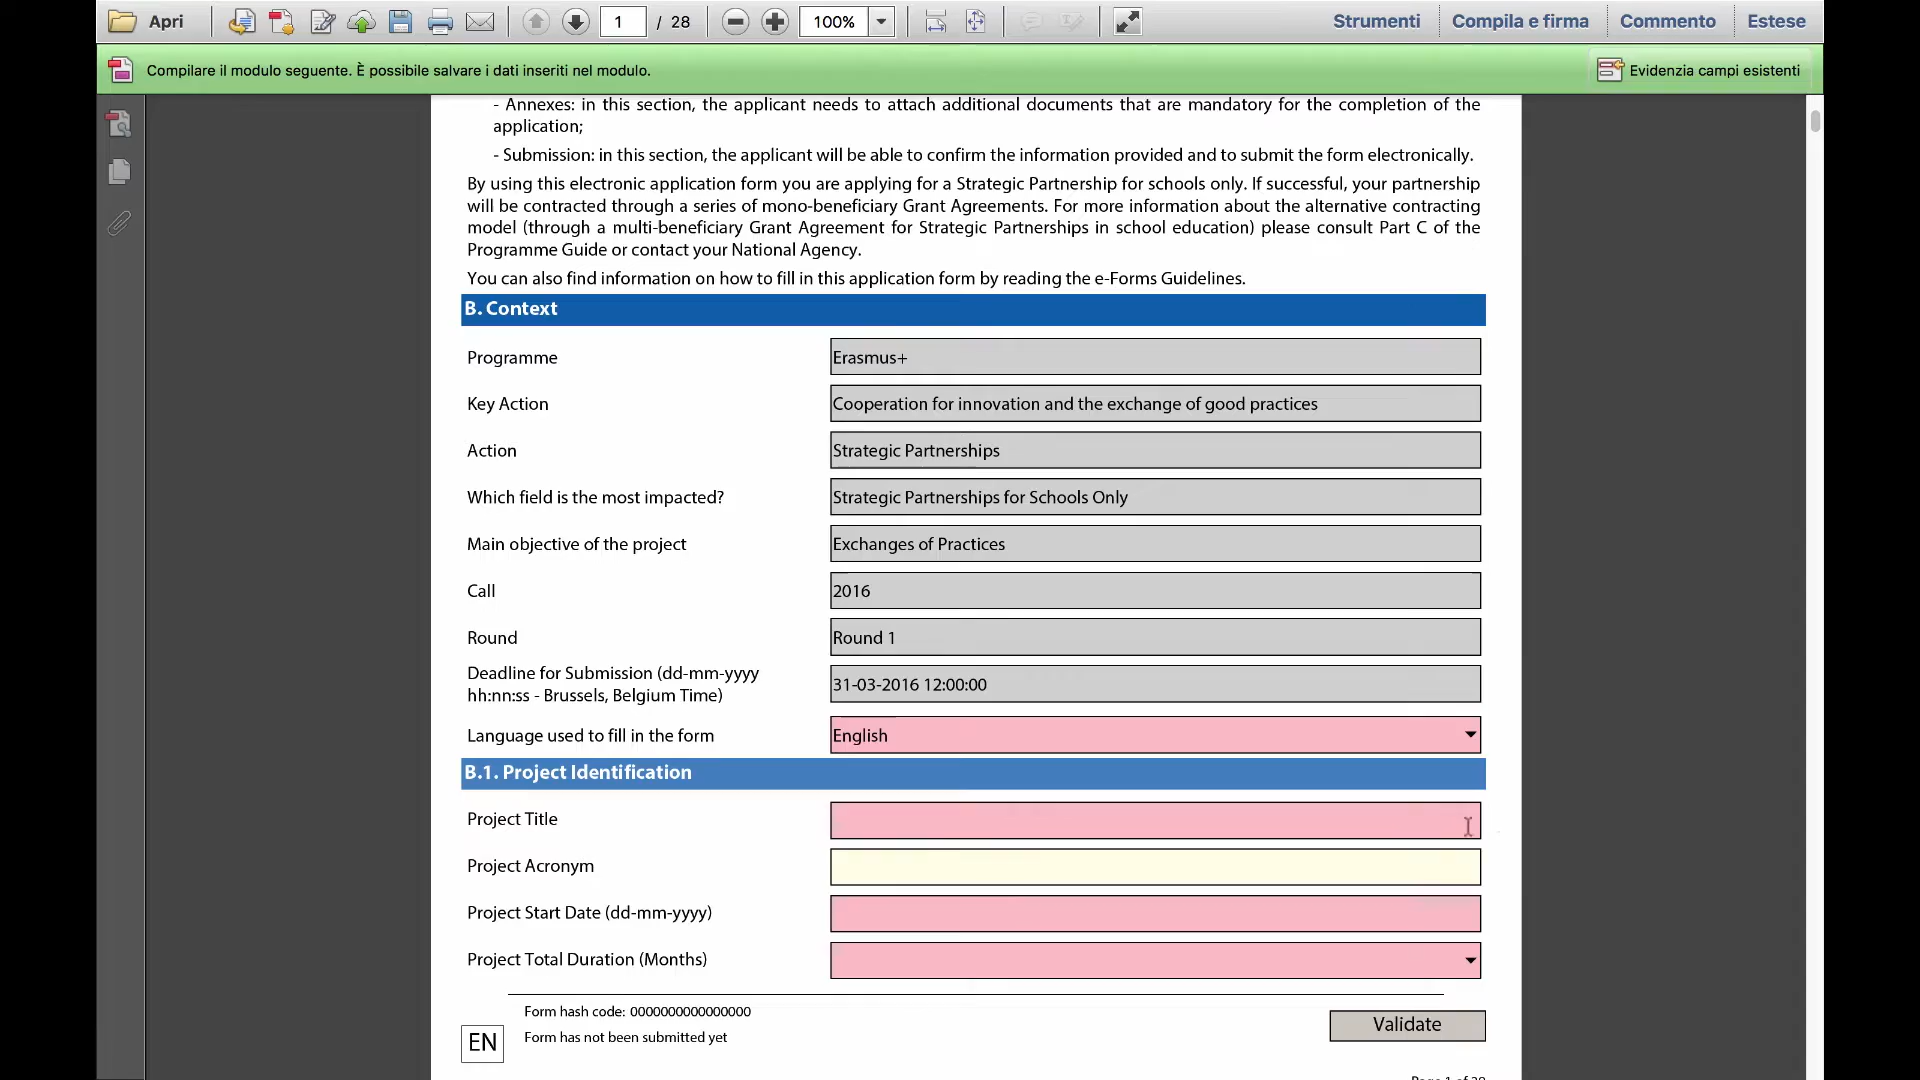 Apri
1 / 28
100%
Strumenti
Compila e firma
Commento
Estese
Compilare il modulo seguente. È possibile salvare i dati inseriti nel modulo.
Evidenzia campi esistenti
- Annexes: in this section, the applicant needs to attach additional documents that are mandatory for the completion of the
application;
- Submission: in this section, the applicant will be able to confirm the information provided and to submit the form electronically.
By using this electronic application form you are applying for a Strategic Partnership for schools only. If successful, your partnership
will be contracted through a series of mono-beneficiary Grant Agreements. For more information about the alternative contracting
model (through a multi-beneficiary Grant Agreement for Strategic Partnerships in school education) please consult Part C of the
Programme Guide or contact your National Agency.
You can also find information on how to fill in this application form by reading the e-Forms Guidelines.
B. Context
Programme
Erasmus+
Key Action
Cooperation for innovation and the exchange of good practices
Action
Strategic Partnerships
Which field is the most impacted?
Strategic Partnerships for Schools Only
Main objective of the project
Exchanges of Practices
Call
2016
Round
Round 1
Deadline for Submission (dd-mm-yyyy
hh:nn:ss - Brussels, Belgium Time)
31-03-2016 12:00:00
Language used to fill in the form
English
B.1. Project Identification
Project Title
Project Acronym
Project Start Date (dd-mm-yyyy)
Project Total Duration (Months)
Form hash code: 0000000000000000
EN
Form has not been submitted yet
Validate